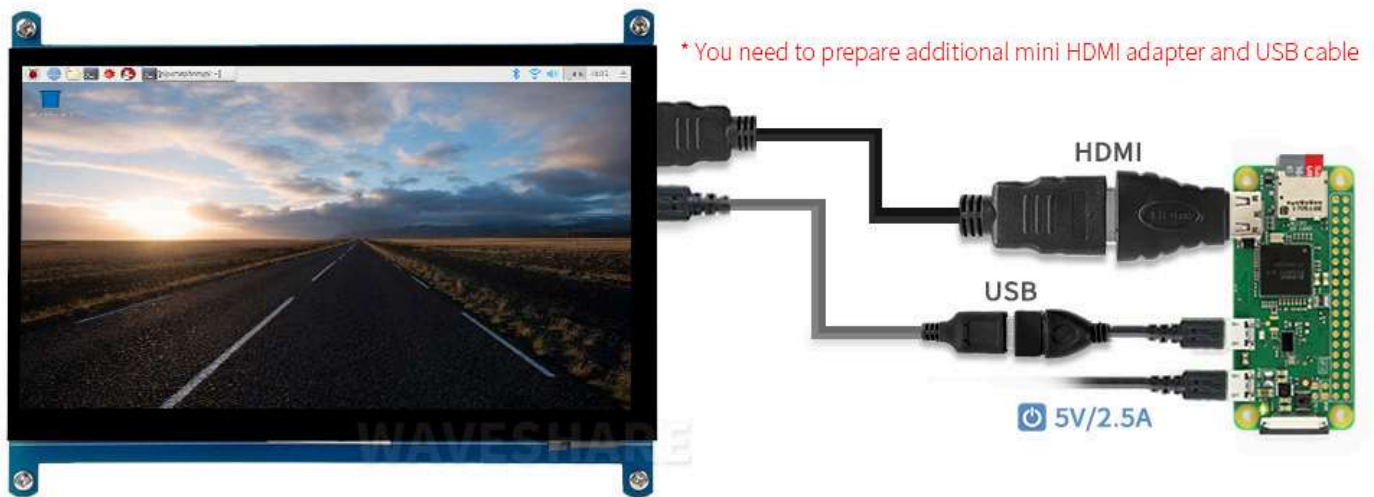 * You need to prepare additional mini HDMI adapter and USB cable
HDMI
USB
5V/2.5A
WAVESHARE